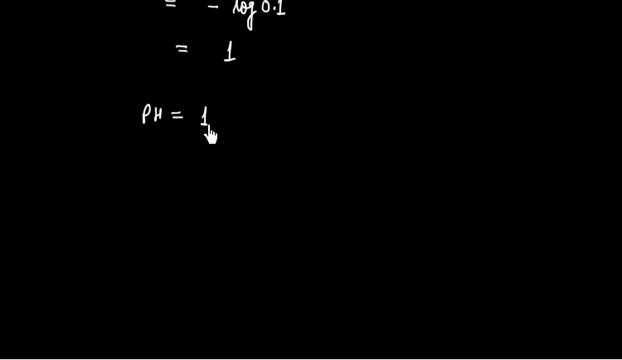 = - log 0.1
= 1
PH = 1